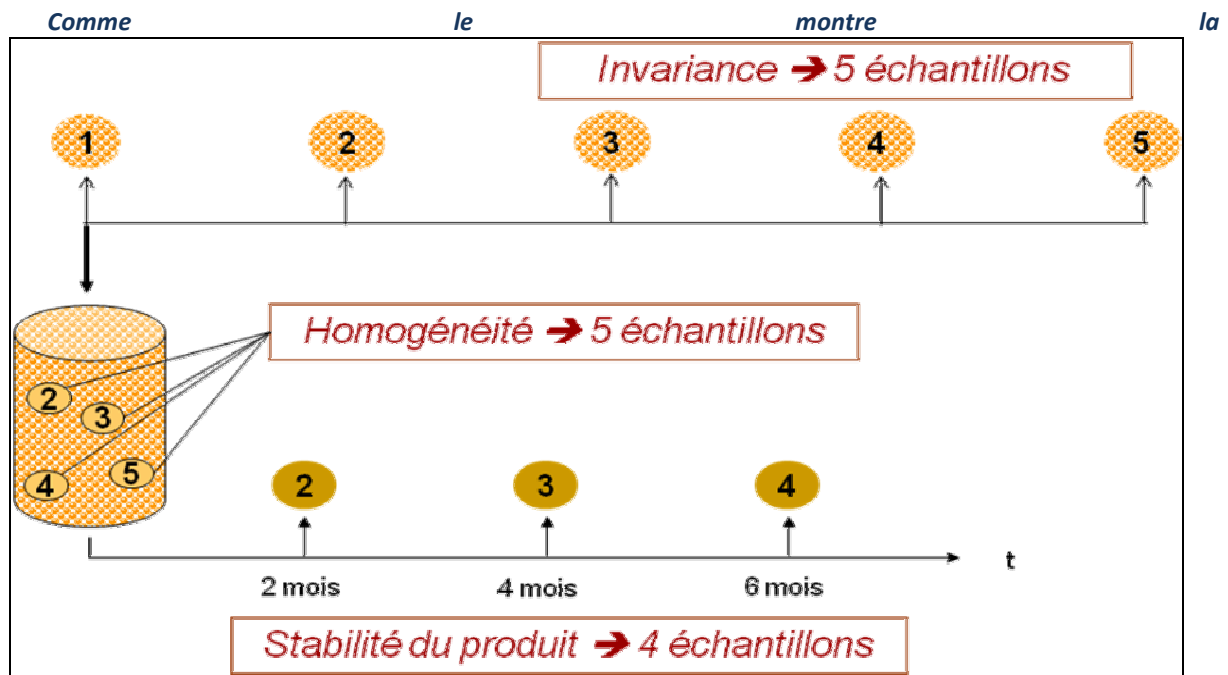 Comme le montre la
Invariance ➔ 5 échantillons
1 2 3 4 5
Homogénéité ➔ 5 échantillons
2
3
4 5
2 3 4
t
2 mois 4 mois 6 mois
Stabilité du produit ➔ 4 échantillons